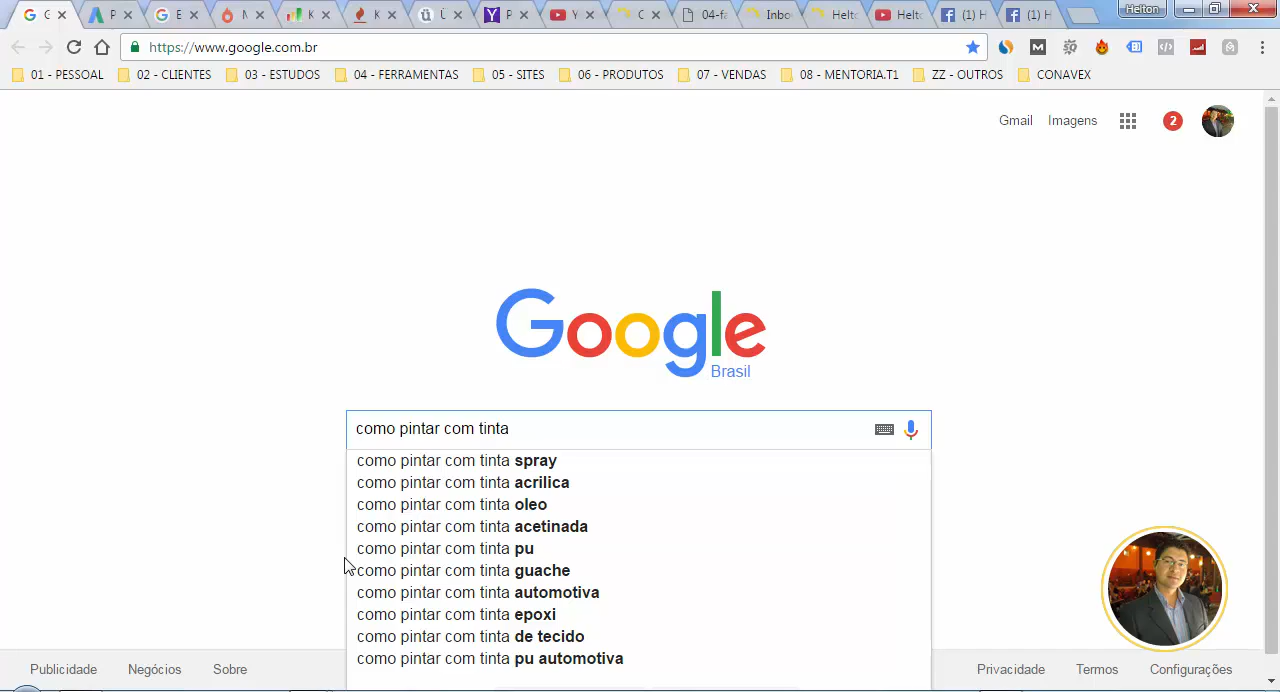 Helton
https://www.google.com.br
01 - PESSOAL 02 - CLIENTES 03 - ESTUDOS 04 - FERRAMENTAS 05 - SITES 06 - PRODUTOS 07 - VENDAS 08 - MENTORIA.T1 ZZ - OUTROS CONAVEX
Gmail Imagens 2
Google
Brasil
como pintar com tinta
como pintar com tinta spray
como pintar com tinta acrilica
como pintar com tinta oleo
como pintar com tinta acetinada
como pintar com tinta pu
como pintar com tinta guache
como pintar com tinta automotiva
como pintar com tinta epoxi
como pintar com tinta de tecido
como pintar com tinta pu automotiva
Publicidade Negócios Sobre Privacidade Termos Configurações